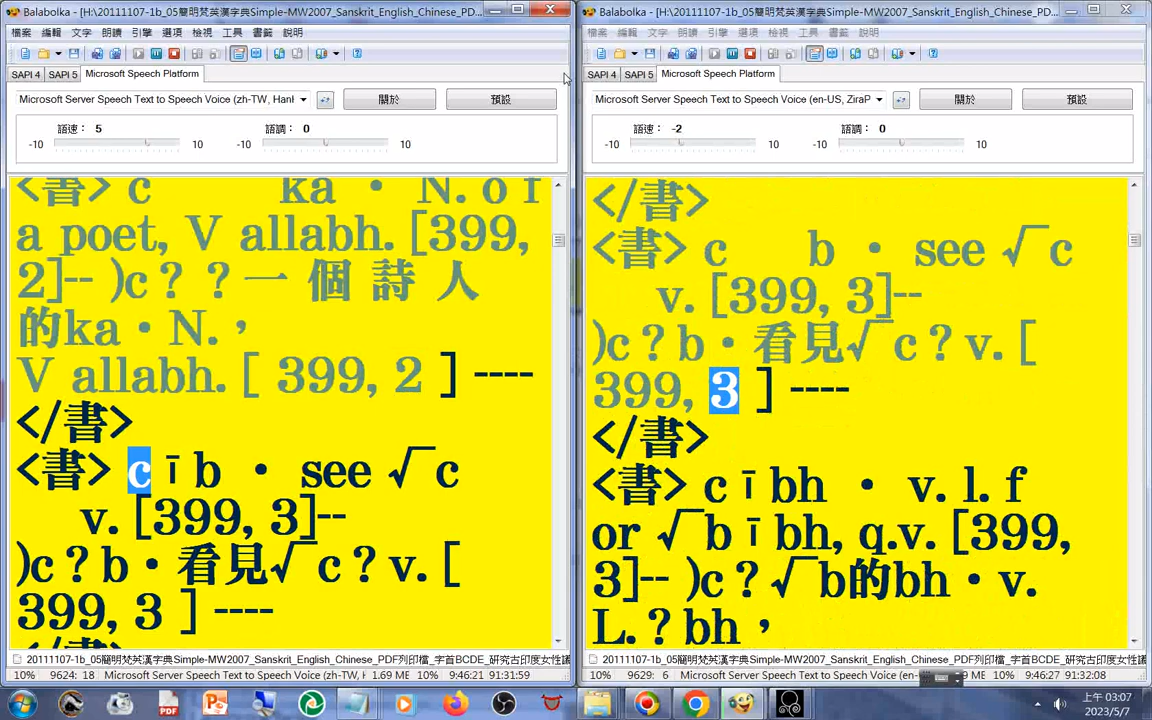 Balabolka - [H:\20111107-1b_05簡明梵英漢字典Simple-MW2007_Sanskrit_English_Chinese_PD...
檔案 編輯 文字 朗讀 引擎 選項 檢視 工具 書籤 說明
SAPI 4 SAPI 5 Microsoft Speech Platform
Microsoft Server Speech Text to Speech Voice (zh-TW, Hanl 關於 預設
語速： 5 語調： 0
-10 10 -10 10
<書> c ka • N. o f
a poet, V allabh. [399,
2]-- )c？？一 個 詩 人
的ka•N.，
V allabh. [ 399, 2 ] ----
</書>
<書> c ī b • see √c
v. [399, 3]--
)c？b•看見√c？v. [
399, 3 ] ----
20111107-1b_05簡明梵英漢字典Simple-MW2007_Sanskrit_English_Chinese_PDF列印檔_字首BCDE_研究古印度女性議
10% 9624: 18 Microsoft Server Speech Text to Speech Voice (zh-TW, H 1.69 MB 10% 9:46:21 91:31:59
Balabolka - [H:\20111107-1b_05簡明梵英漢字典Simple-MW2007_Sanskrit_English_Chinese_PD...
檔案 編輯 文字 朗讀 引擎 選項 檢視 工具 書籤 說明
SAPI 4 SAPI 5 Microsoft Speech Platform
Microsoft Server Speech Text to Speech Voice (en-US, ZiraP 關於 預設
語速： -2 語調： 0
-10 10 -10 10
</書>
<書> c b • see √c
v. [399, 3]--
)c？b•看見√c？v. [
399, 3 ] ----
</書>
<書> c ī bh • v. l. f
or √b ī bh, q.v. [399,
3]-- )c？√b的bh•v.
L.？bh，
20111107-1b_05簡明梵英漢字典Simple-MW2007_Sanskrit_English_Chinese_PDF列印檔_字首BCDE_研究古印度女性議
10% 9629: 6 Microsoft Server Speech Text to Speech Voice (en-US 9 MB 10% 9:46:27 91:32:08
PDF
上午 03:07
2023/5/7